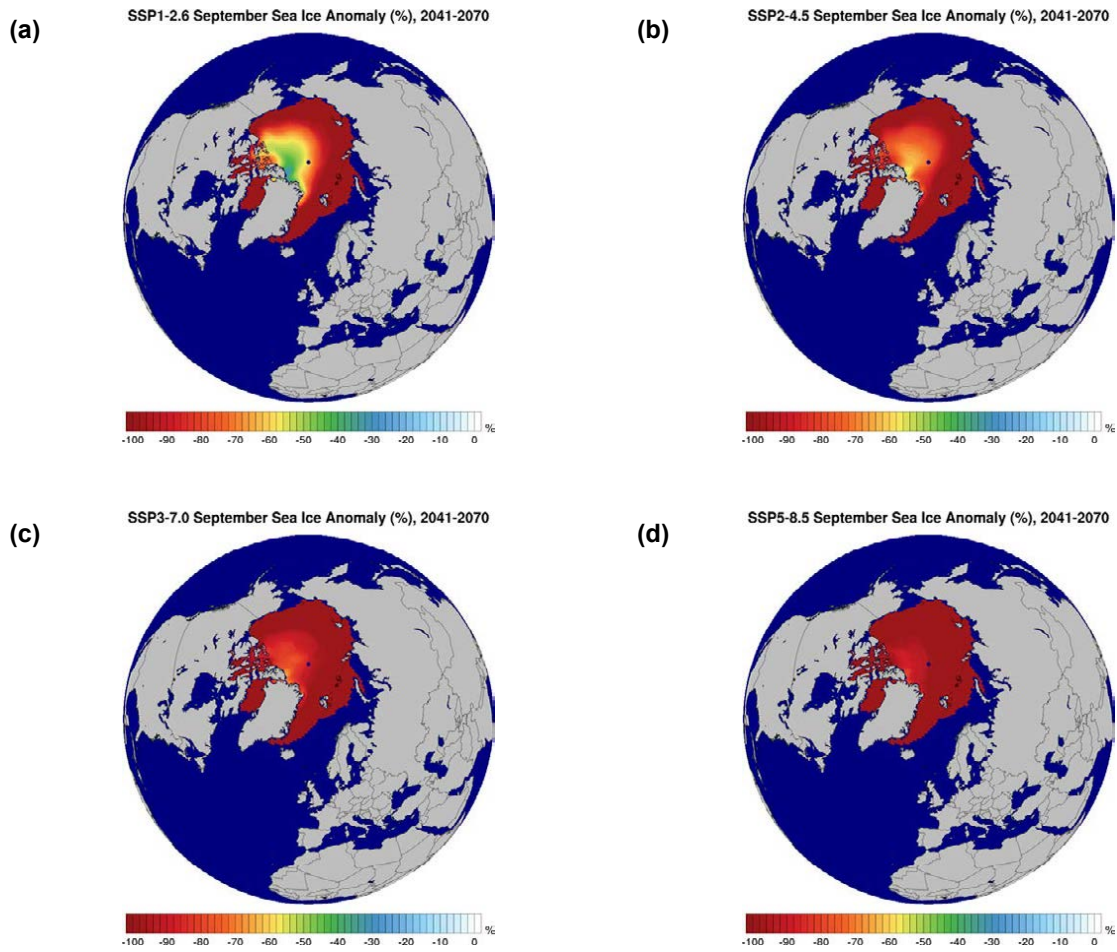 (a)
SSP1-2.6 September Sea Ice Anomaly (%), 2041-2070
-100 -90 -80 -70 -60 -50 -40 -30 -20 -10 0 %
(b)
SSP2-4.5 September Sea Ice Anomaly (%), 2041-2070
-100 -90 -80 -70 -60 -50 -40 -30 -20 -10 0 %
(c)
SSP3-7.0 September Sea Ice Anomaly (%), 2041-2070
-100 -90 -80 -70 -60 -50 -40 -30 -20 -10 0 %
(d)
SSP5-8.5 September Sea Ice Anomaly (%), 2041-2070
-100 -90 -80 -70 -60 -50 -40 -30 -20 -10 0 %